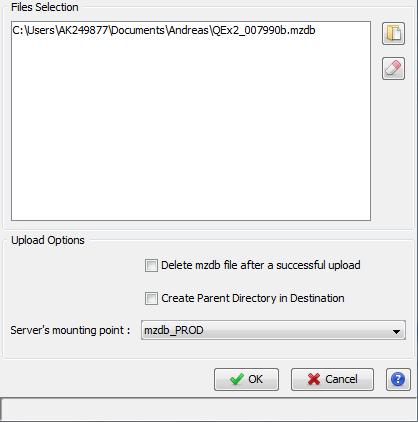 Files Selection
C:\Users\AK249877\Documents\Andreas\QEx2_007990b.mzdb
Upload Options
Delete mzdb file after a successful upload
Create Parent Directory in Destination
Server's mounting point : mzdb_PROD
OK Cancel ?